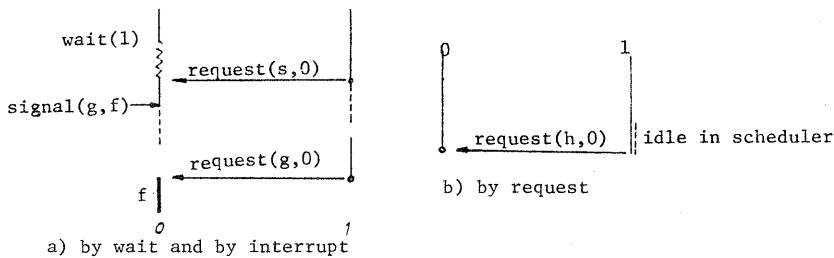 wait(1)
request(s,0)
signal(g,f)
request(g,0)
f
0 1
a) by wait and by interrupt
0 1
request(h,0)
idle in scheduler
b) by request